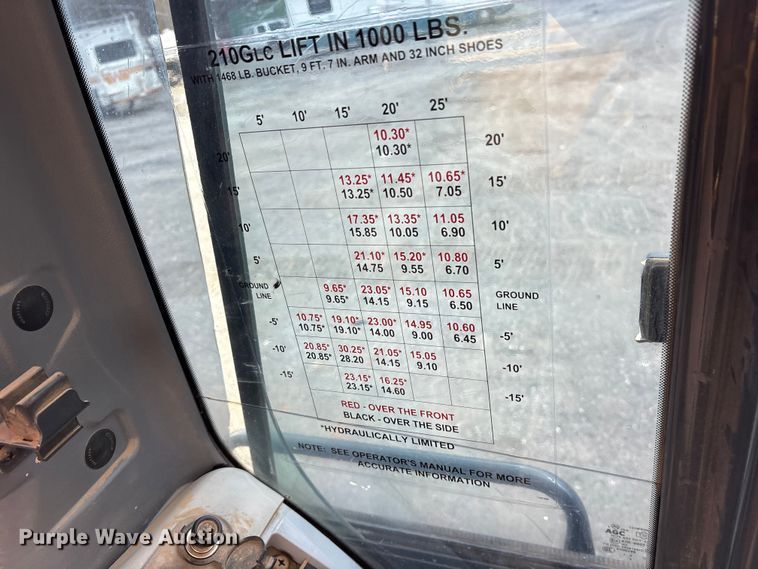 210GLC LIFT IN 1000 LBS.
WITH 1468 LB. BUCKET, 9 FT. 7 IN. ARM AND 32 INCH SHOES
5' 10' 15' 20' 25'
20' 10.30* 20'
10.30*
15' 13.25* 11.45* 10.65* 15'
13.25* 10.50 7.05
10' 17.35* 13.35* 11.05 10'
15.85 10.05 6.90
5' 21.10* 15.20* 10.80 5'
14.75 9.55 6.70
GROUND LINE 9.65* 23.05* 15.10 10.65 GROUND LINE
9.65* 14.15 9.15 6.50
-5' 10.75* 19.10* 23.00* 14.95 10.60 -5'
10.75* 19.10* 14.00 9.00 6.45
-10' 20.85* 30.25* 21.05* 15.05 -10'
20.85* 28.20 14.15 9.10
-15' 23.15* 16.25* -15'
23.15* 14.60
RED - OVER THE FRONT
BLACK - OVER THE SIDE
*HYDRAULICALLY LIMITED
NOTE: SEE OPERATOR'S MANUAL FOR MORE
ACCURATE INFORMATION
AGC
Purple Wave Auction